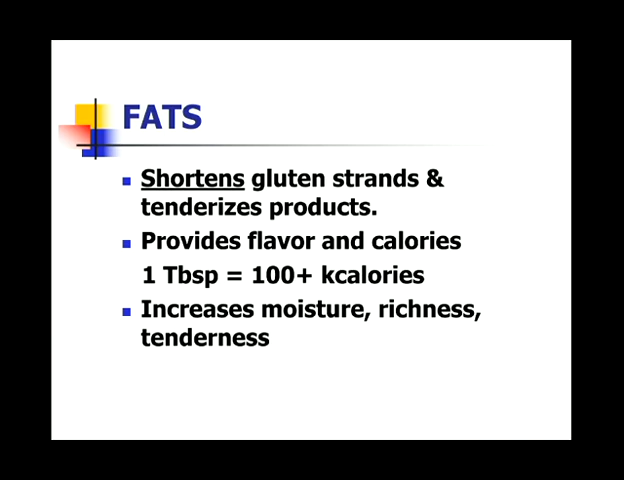 FATS
Shortens gluten strands &
tenderizes products.
Provides flavor and calories
1 Tbsp = 100+ kcalories
Increases moisture, richness,
tenderness